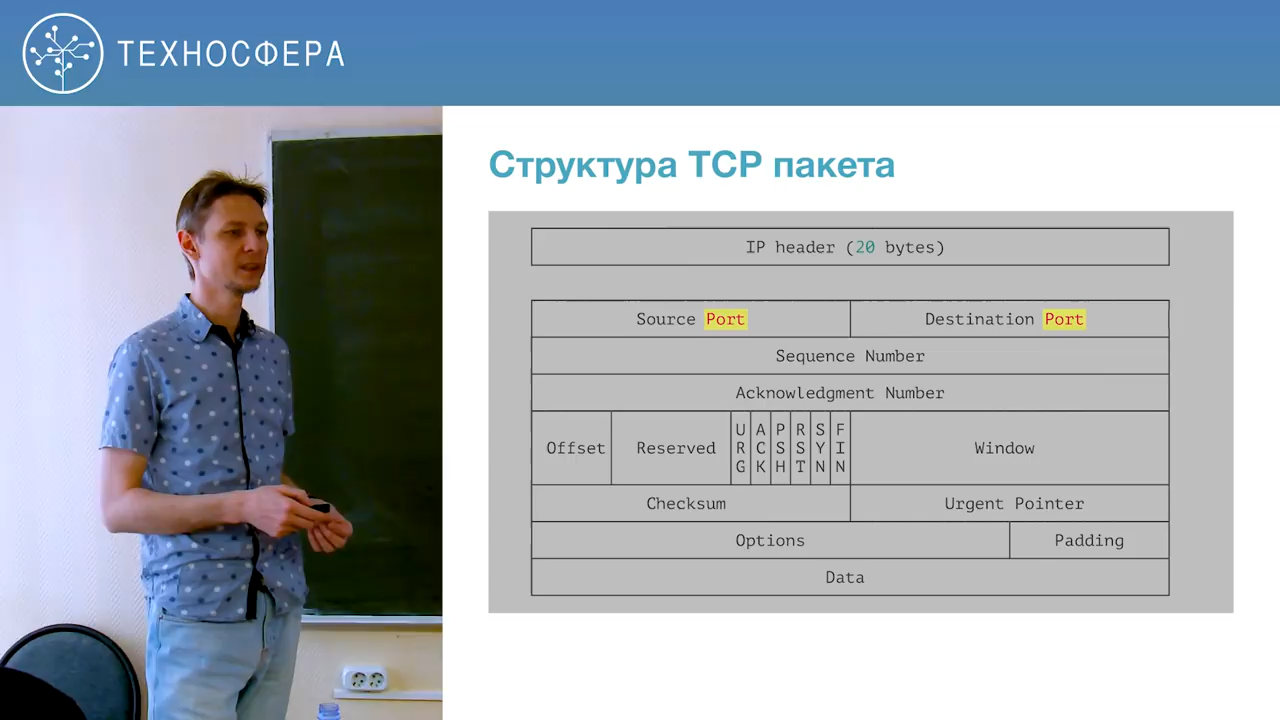 ТЕХНОСФЕРА
Структура TCP пакета
IP header (20 bytes)
Source Port
Destination Port
Sequence Number
Acknowledgment Number
Offset
Reserved
URG
ACK
PSH
RST
SYN
FIN
Window
Checksum
Urgent Pointer
Options
Padding
Data